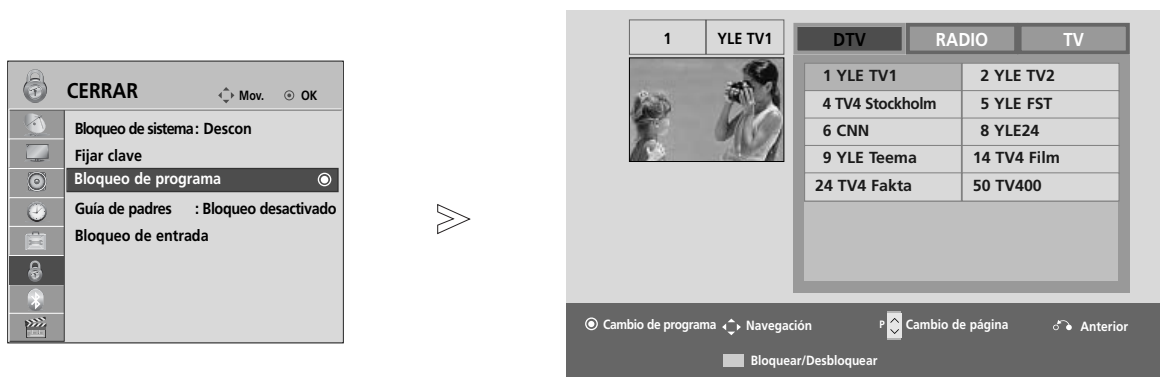 CERRAR Mov. OK
Bloqueo de sistema : Descon
Fijar clave
Bloqueo de programa
Guía de padres : Bloqueo desactivado
Bloqueo de entrada
1 YLE TV1
DTV RADIO TV
1 YLE TV1 2 YLE TV2
4 TV4 Stockholm 5 YLE FST
6 CNN 8 YLE24
9 YLE Teema 14 TV4 Film
24 TV4 Fakta 50 TV400
Cambio de programa Navegación P Cambio de página Anterior
Bloquear/Desbloquear